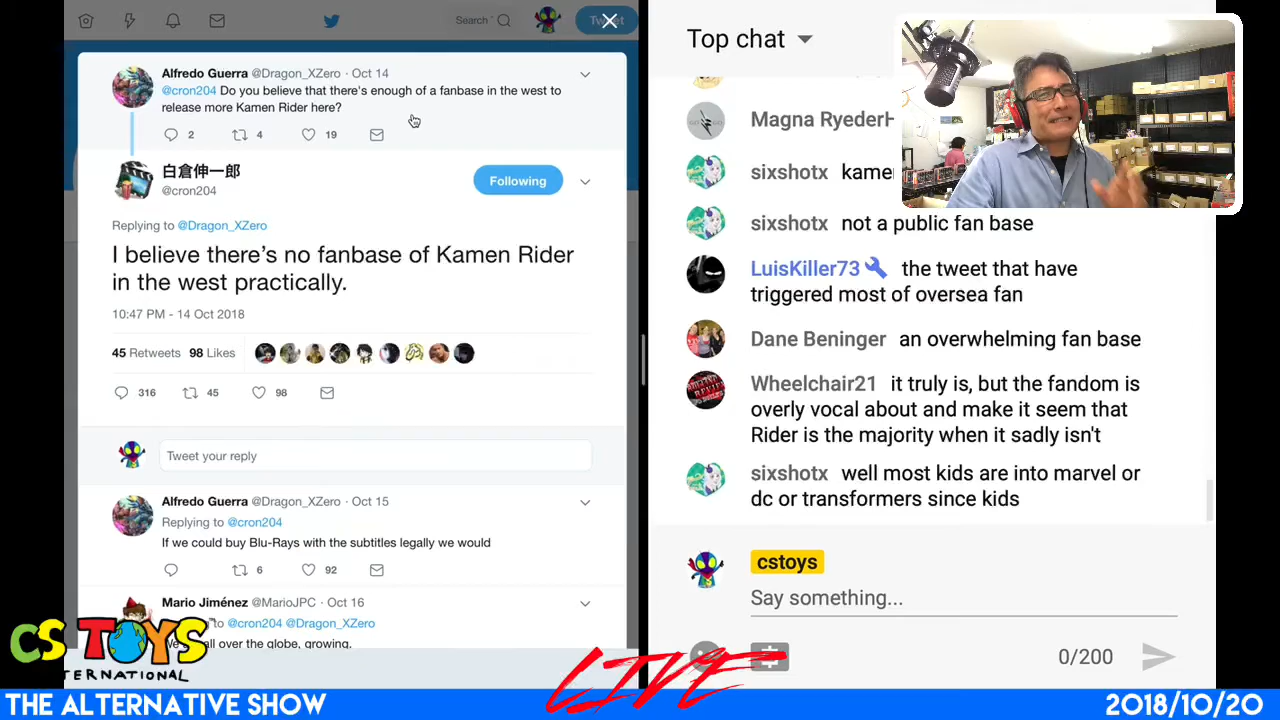 Search T
Tweet
Alfredo Guerra @Dragon_XZero · Oct 14
@cron204 Do you believe that there's enough of a fanbase in the west to
release more Kamen Rider here?
2 4 19
白倉伸一郎
@cron204
Following
Replying to @Dragon_XZero
I believe there's no fanbase of Kamen Rider
in the west practically.
10:47 PM - 14 Oct 2018
45 Retweets 98 Likes
316 45 98
Tweet your reply
Alfredo Guerra @Dragon_XZero · Oct 15
Replying to @cron204
If we could buy Blu-Rays with the subtitles legally we would
6 92
Mario Jiménez @MarioJPC · Oct 16
to @cron204 @Dragon_XZero
all over the globe, growing.
Top chat
Magna RyederH
sixshotx kamer
sixshotx not a public fan base
LuisKiller73 the tweet that have
triggered most of oversea fan
Dane Beninger an overwhelming fan base
Wheelchair21 it truly is, but the fandom is
overly vocal about and make it seem that
Rider is the majority when it sadly isn't
sixshotx well most kids are into marvel or
dc or transformers since kids
cstoys
Say something...
0/200
CS TOYS
TERNATIONAL
LIVE
THE ALTERNATIVE SHOW
2018/10/20